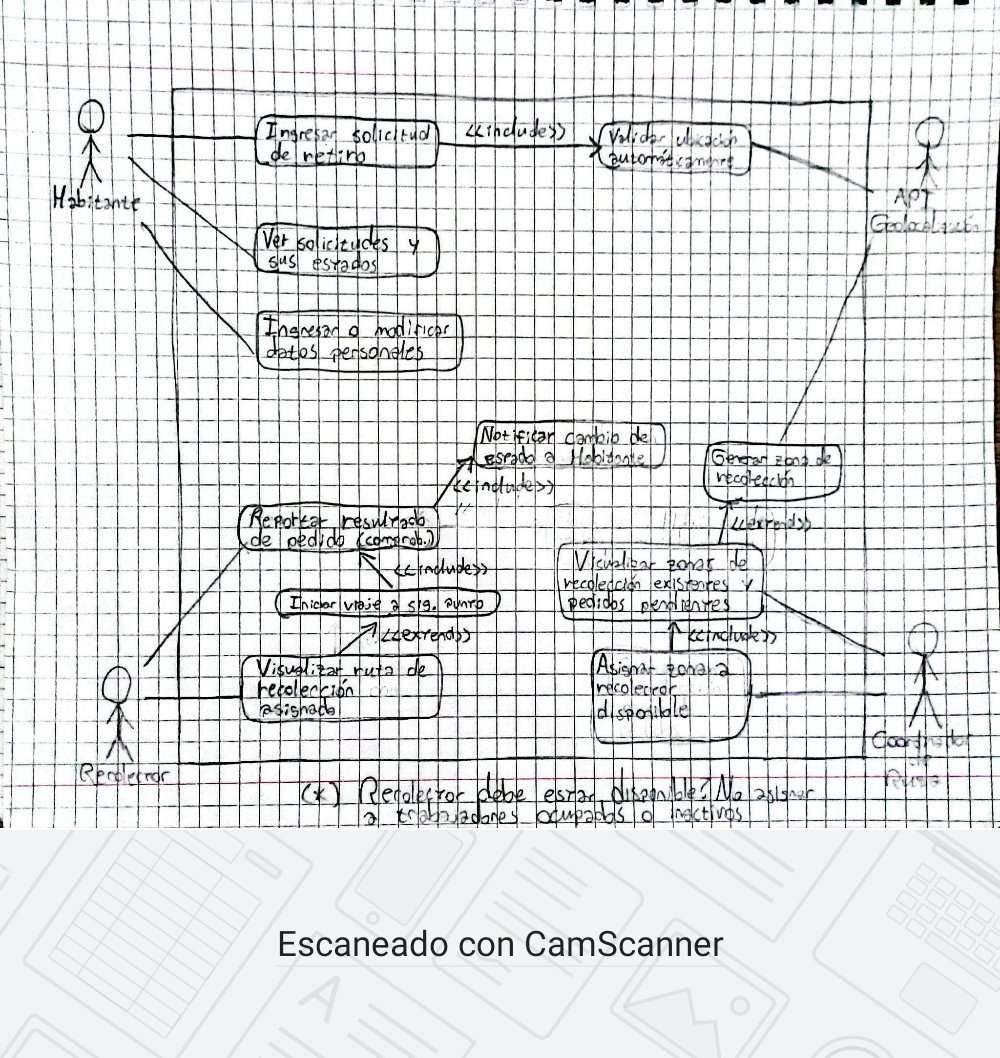 Ingresar solicitud
de retiro
<<include>>
Validar ubicación
automáticamente
Habitante
API
Geolocalización
Ver solicitudes y
sus estados
Ingresar o modificar
datos personales
Notificar cambio de
estado a Habitante
<<include>>
Generar zona de
recolección
Reportar resultado
de pedido (comprob.)
<<extend>>
<<include>>
Visualizar zonas de
recolección existentes y
pedidos pendientes
Iniciar viaje a sig. punto
<<extend>>
<<include>>
Visualizar ruta de
recolección
asignada
Asignar zona a
recolector
disponible
Recolector
Coordinador
de
Ruta
(*) Recolector debe estar disponible? No asignar
a trabajadores ocupados o inactivos
Escaneado con CamScanner